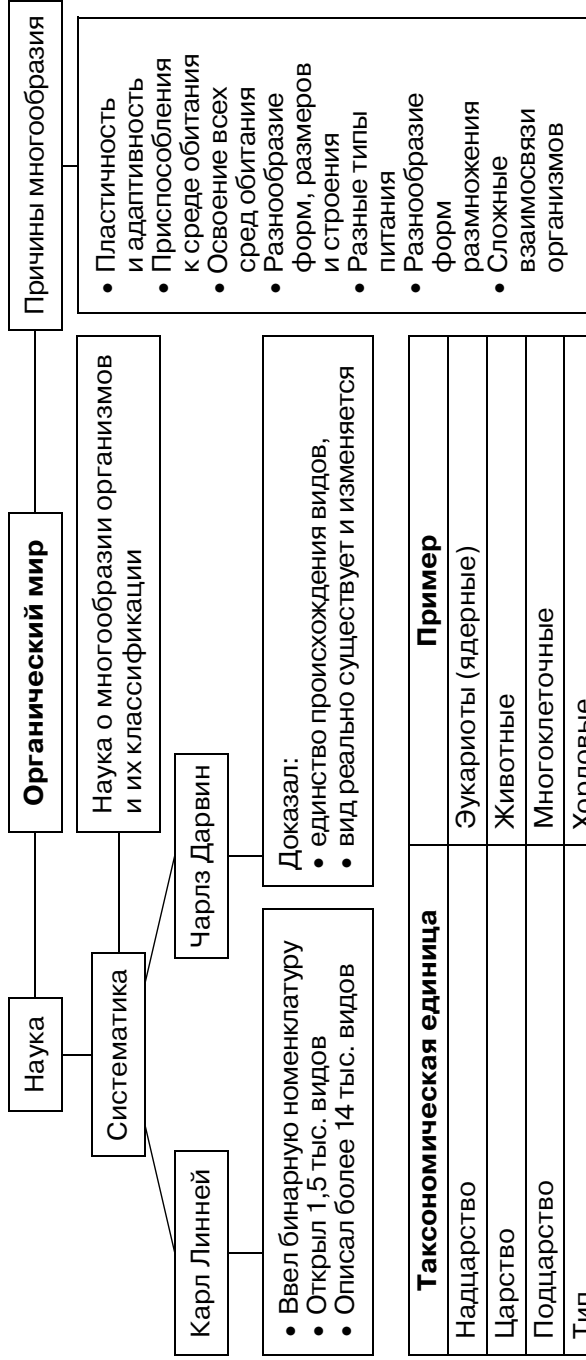 Наука
Органический мир
Причины многообразия
Систематика
Наука о многообразии организмов
и их классификации
Карл Линней
Чарлз Дарвин
• Ввел бинарную номенклатуру
• Открыл 1,5 тыс. видов
• Описал более 14 тыс. видов
Доказал:
• единство происхождения видов,
• вид реально существует и изменяется
• Пластичность
и адаптивность
• Приспособления
к среде обитания
• Освоение всех
сред обитания
• Разнообразие
форм, размеров
и строения
• Разные типы
питания
• Разнообразие
форм
размножения
• Сложные
взаимосвязи
организмов
Таксономическая единица Пример
Надцарство Эукариоты (ядерные)
Царство Животные
Подцарство Многоклеточные
Тип Хордовые